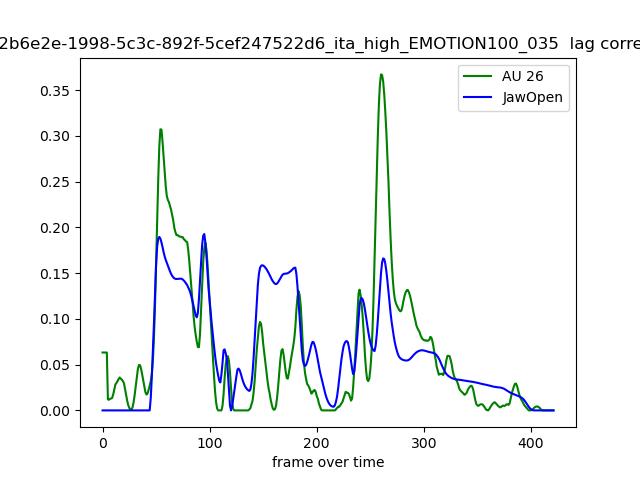 2b6e2e-1998-5c3c-892f-5cef247522d6_ita_high_EMOTION100_035 lag corre
AU 26
JawOpen
0.35
0.30
0.25
0.20
0.15
0.10
0.05
0.00
0 100 200 300 400
frame over time